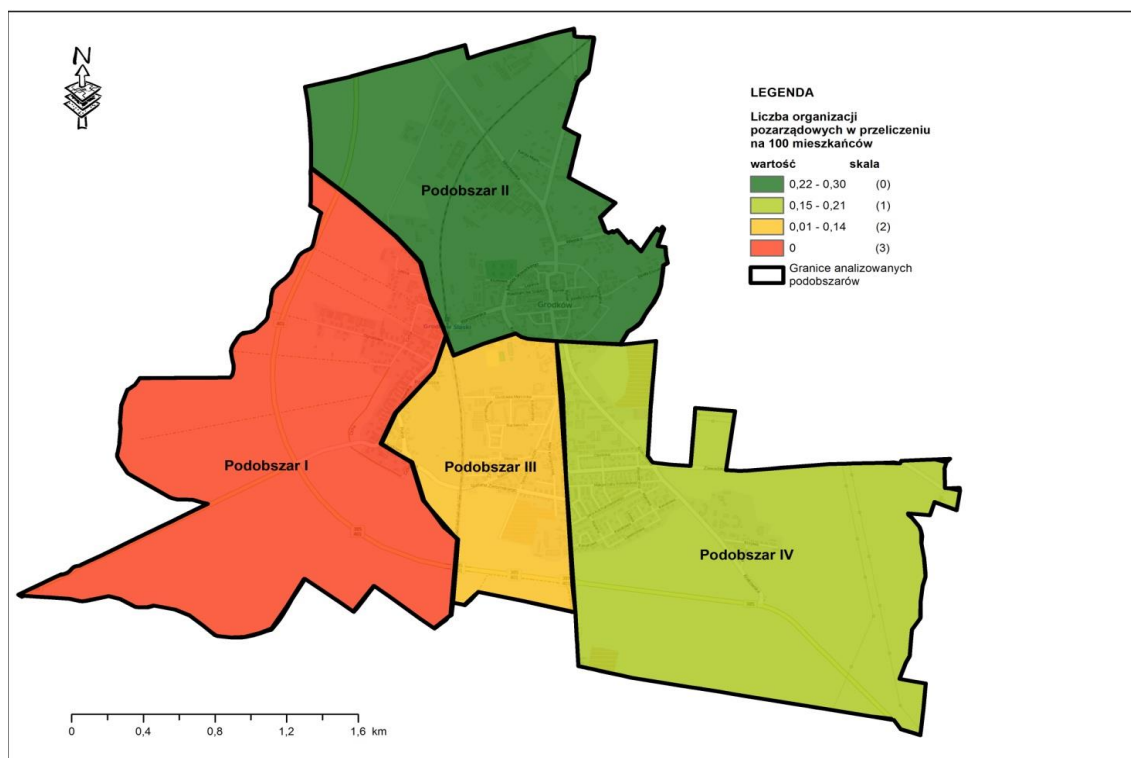 N
LEGENDA
Liczba organizacji
pozarządowych w przeliczeniu
na 100 mieszkańców
wartość skala
0,22 - 0,30 (0)
0,15 - 0,21 (1)
0,01 - 0,14 (2)
0 (3)
Granice analizowanych
podobszarów
Podobszar II
Grodków
Podobszar I
Podobszar III
Podobszar IV
0 0,4 0,8 1,2 1,6 km